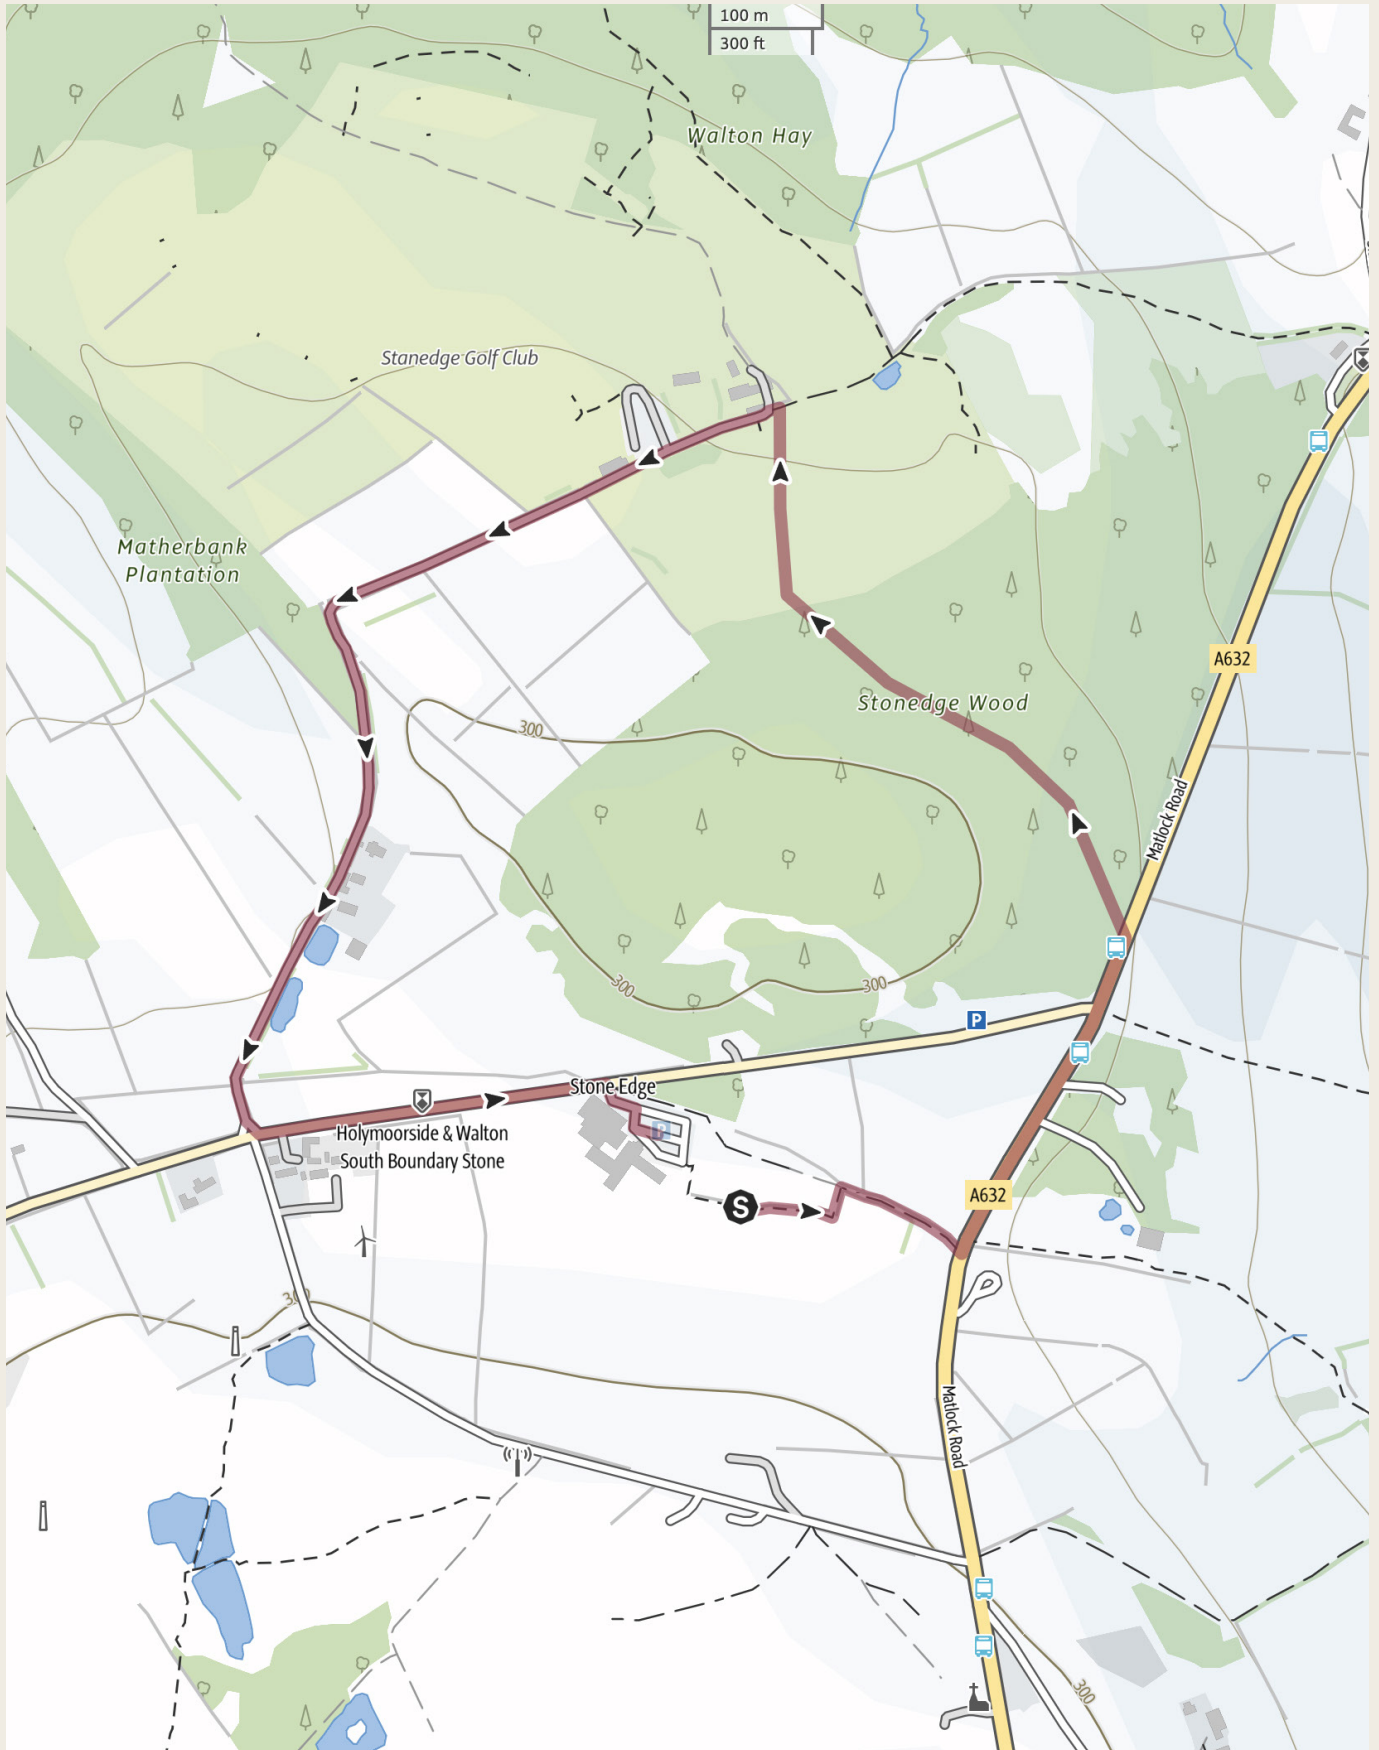 100 m
300 ft
Walton Hay
Stanedge Golf Club
Matherbank
Plantation
A632
Stonedge Wood
300
Matlock Road
300
300
P
Stone Edge
Holymoorside & Walton
South Boundary Stone
P
A632
S
300
Matlock Road
300